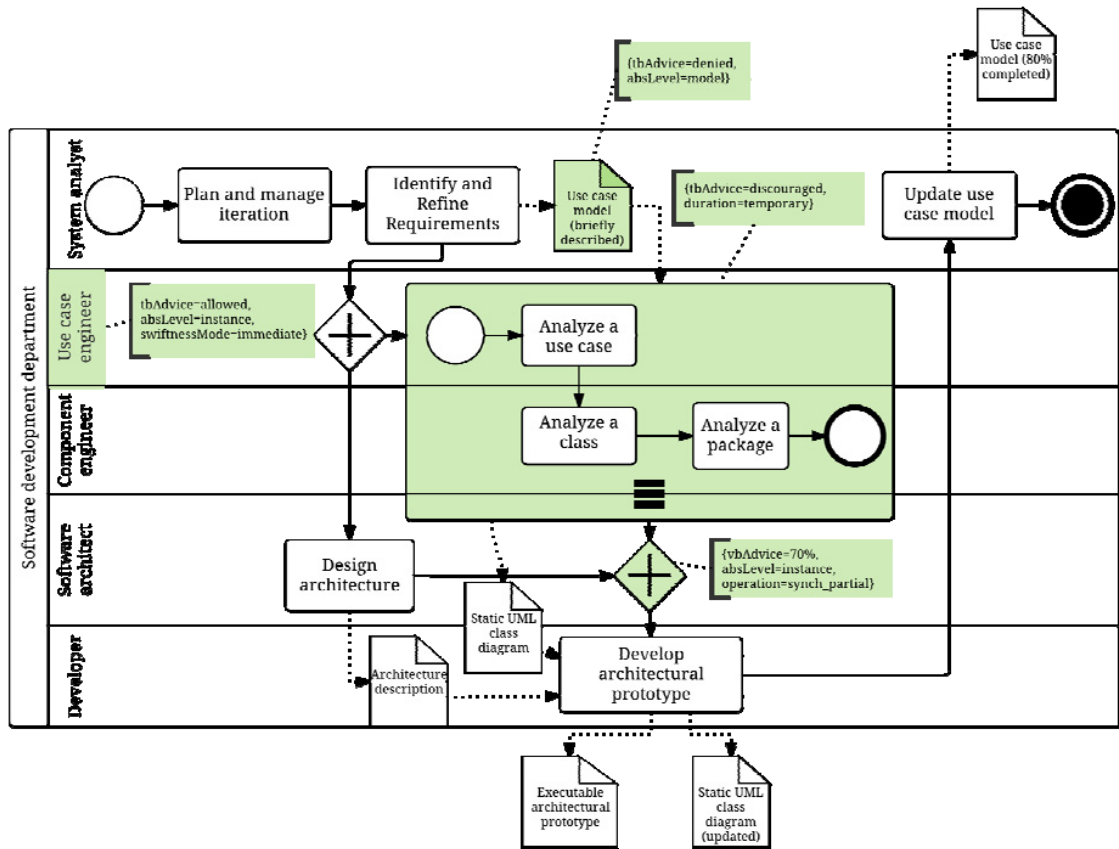 Use case
model (80%
completed)
{tbAdvice=denied,
absLevel=model}
Software development department
System analyst
Plan and manage
iteration
Identify and
Refine
Requirements
Use case
model
(briefly
described)
{tbAdvice=discouraged,
duration=temporary}
Update use
case model
Use case
engineer
tbAdvice=allowed,
absLevel=instance,
swiftnessMode=immediate}
Analyze a
use case
Component
engineer
Analyze a
class
Analyze a
package
Software
architect
Design
architecture
{vbAdvice=70%,
absLevel=instance,
operation=synch_partial}
Static UML
class
diagram
Developer
Architecture
description
Develop
architectural
prototype
Executable
architectural
prototype
Static UML
class
diagram
(updated)